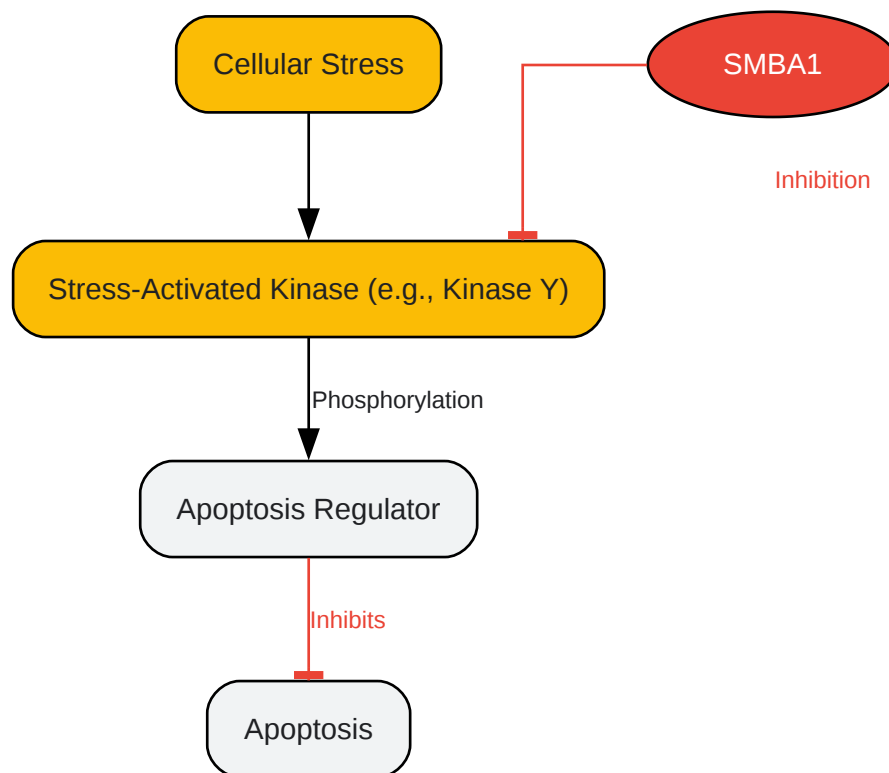 Cellular Stress
SMBA1
Inhibition
Stress-Activated Kinase (e.g., Kinase Y)
Phosphorylation
Apoptosis Regulator
Inhibits
Apoptosis